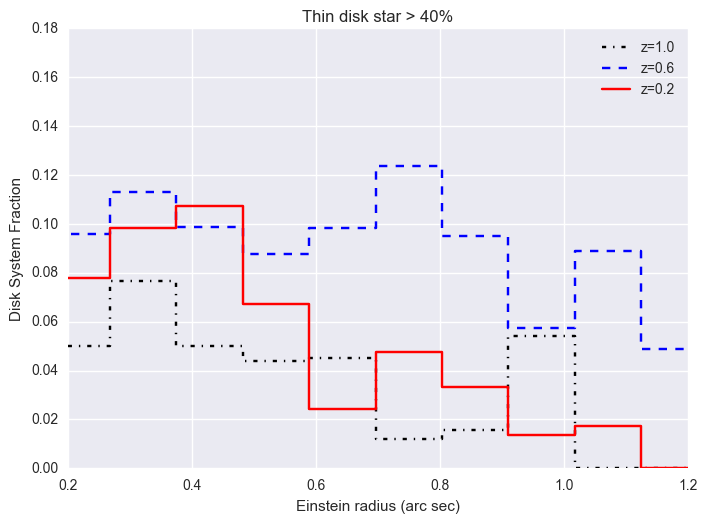 Thin disk star > 40%
z=1.0
z=0.6
z=0.2
Disk System Fraction
0.18
0.16
0.14
0.12
0.10
0.08
0.06
0.04
0.02
0.00
0.2 0.4 0.6 0.8 1.0 1.2
Einstein radius (arc sec)